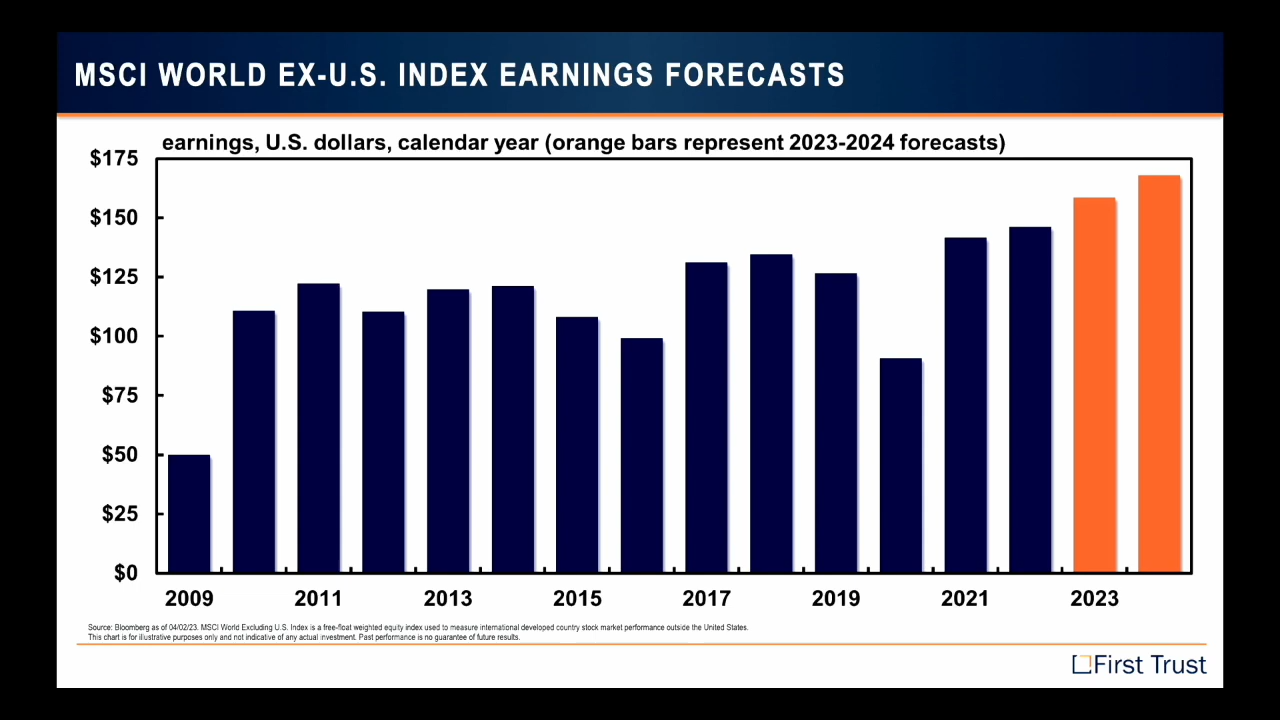 MSCI WORLD EX-U.S. INDEX EARNINGS FORECASTS
earnings, U.S. dollars, calendar year (orange bars represent 2023-2024 forecasts)
$175
$150
$125
$100
$75
$50
$25
$0
2009 2011 2013 2015 2017 2019 2021 2023
Source: Bloomberg as of 04/02/23. MSCI World Excluding U.S. Index is a free-float weighted equity index used to measure international developed country stock market performance outside the United States.
This chart is for illustrative purposes only and not indicative of any actual investment. Past performance is no guarantee of future results.
First Trust